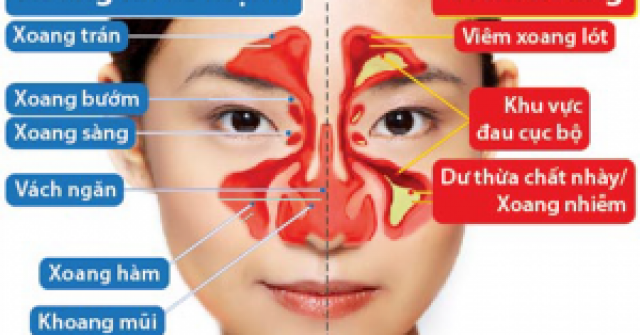 Xoang trán
Xoang bướm
Xoang sàng
Vách ngăn
Xoang hàm
Khoang mũi
Viêm xoang lót
Khu vực
đau cục bộ
Dư thừa chất nhày/
Xoang nhiễm